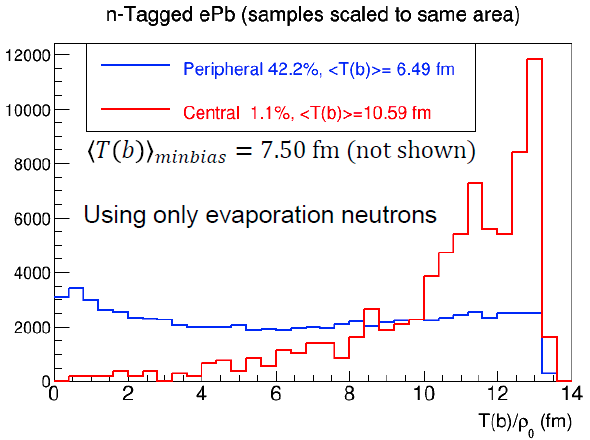 n-Tagged ePb (samples scaled to same area)
12000
10000
8000
6000
4000
2000
0
Peripheral 42.2%, <T(b)>= 6.49 fm
Central 1.1%, <T(b)>=10.59 fm
⟨T(b)⟩minbias = 7.50 fm (not shown)
Using only evaporation neutrons
0 2 4 6 8 10 12 14
T(b)/ρ0 (fm)